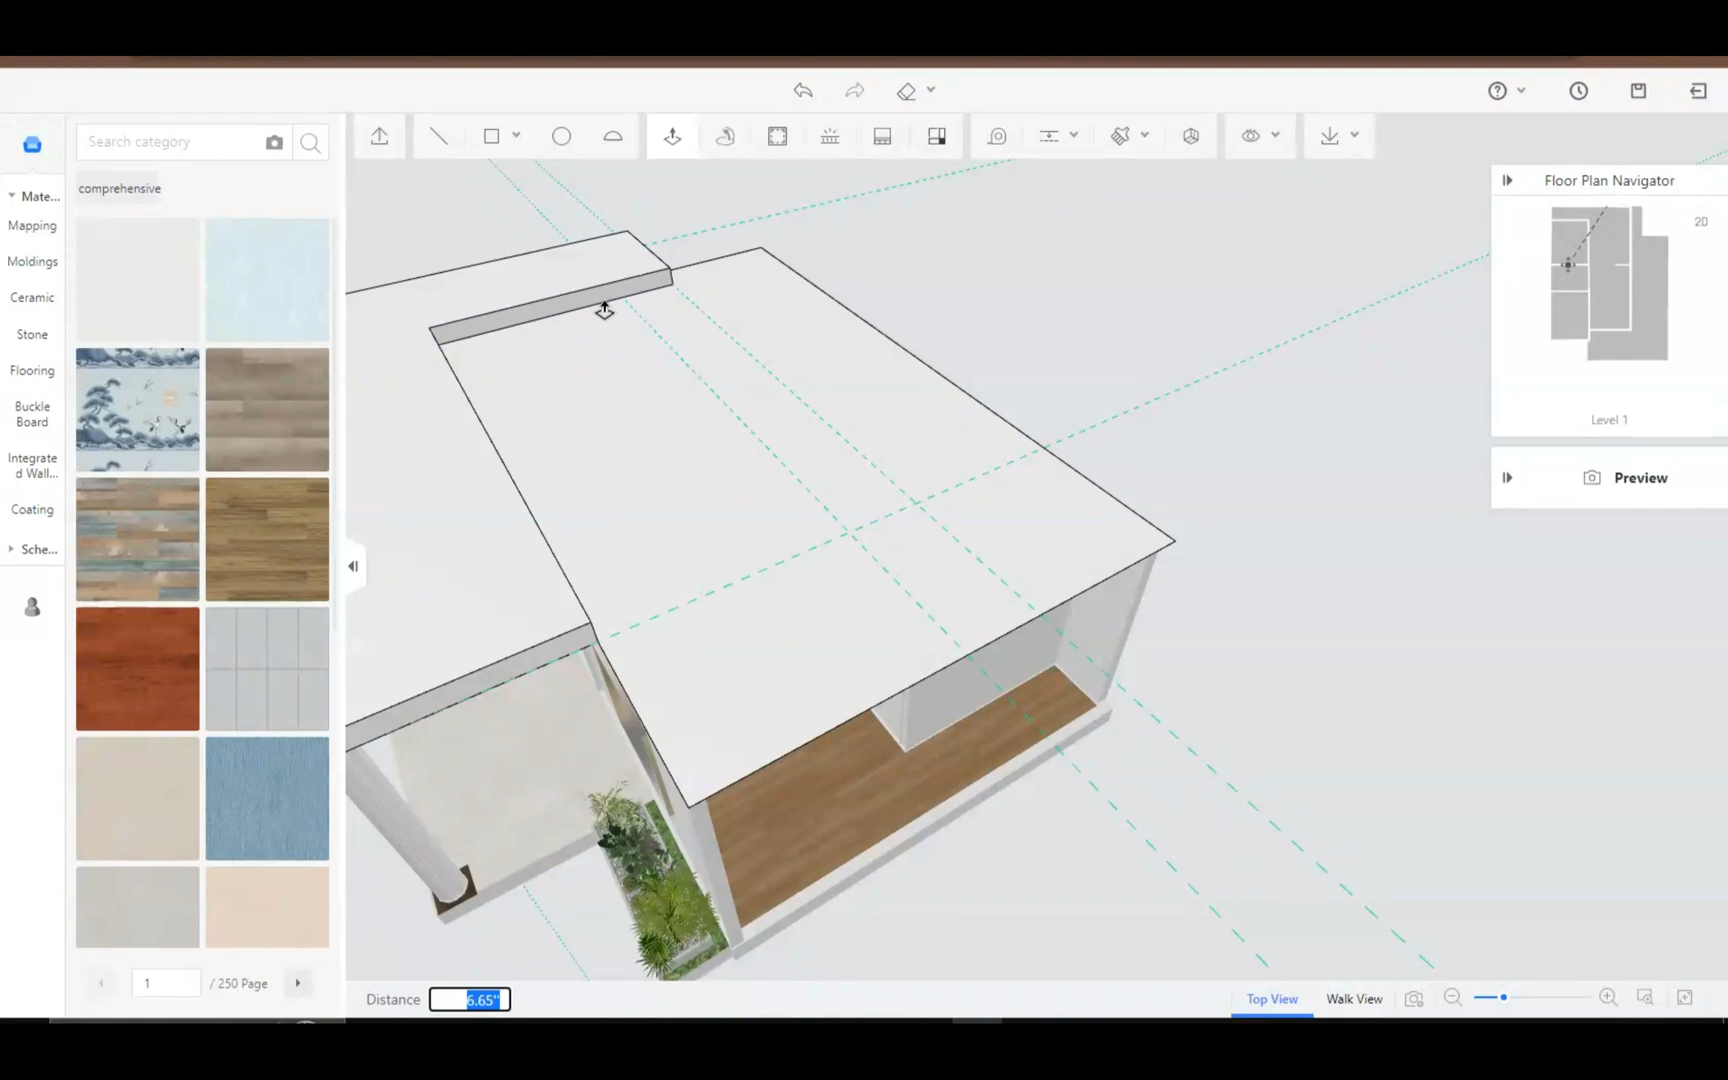 Search category
comprehensive
Mate...
Mapping
Moldings
Ceramic
Stone
Flooring
Buckle
Board
Integrate
d Wall...
Coating
Sche...
1
/ 250 Page
Distance
6.65''
Top View
Walk View
Floor Plan Navigator
2D
Level 1
Preview